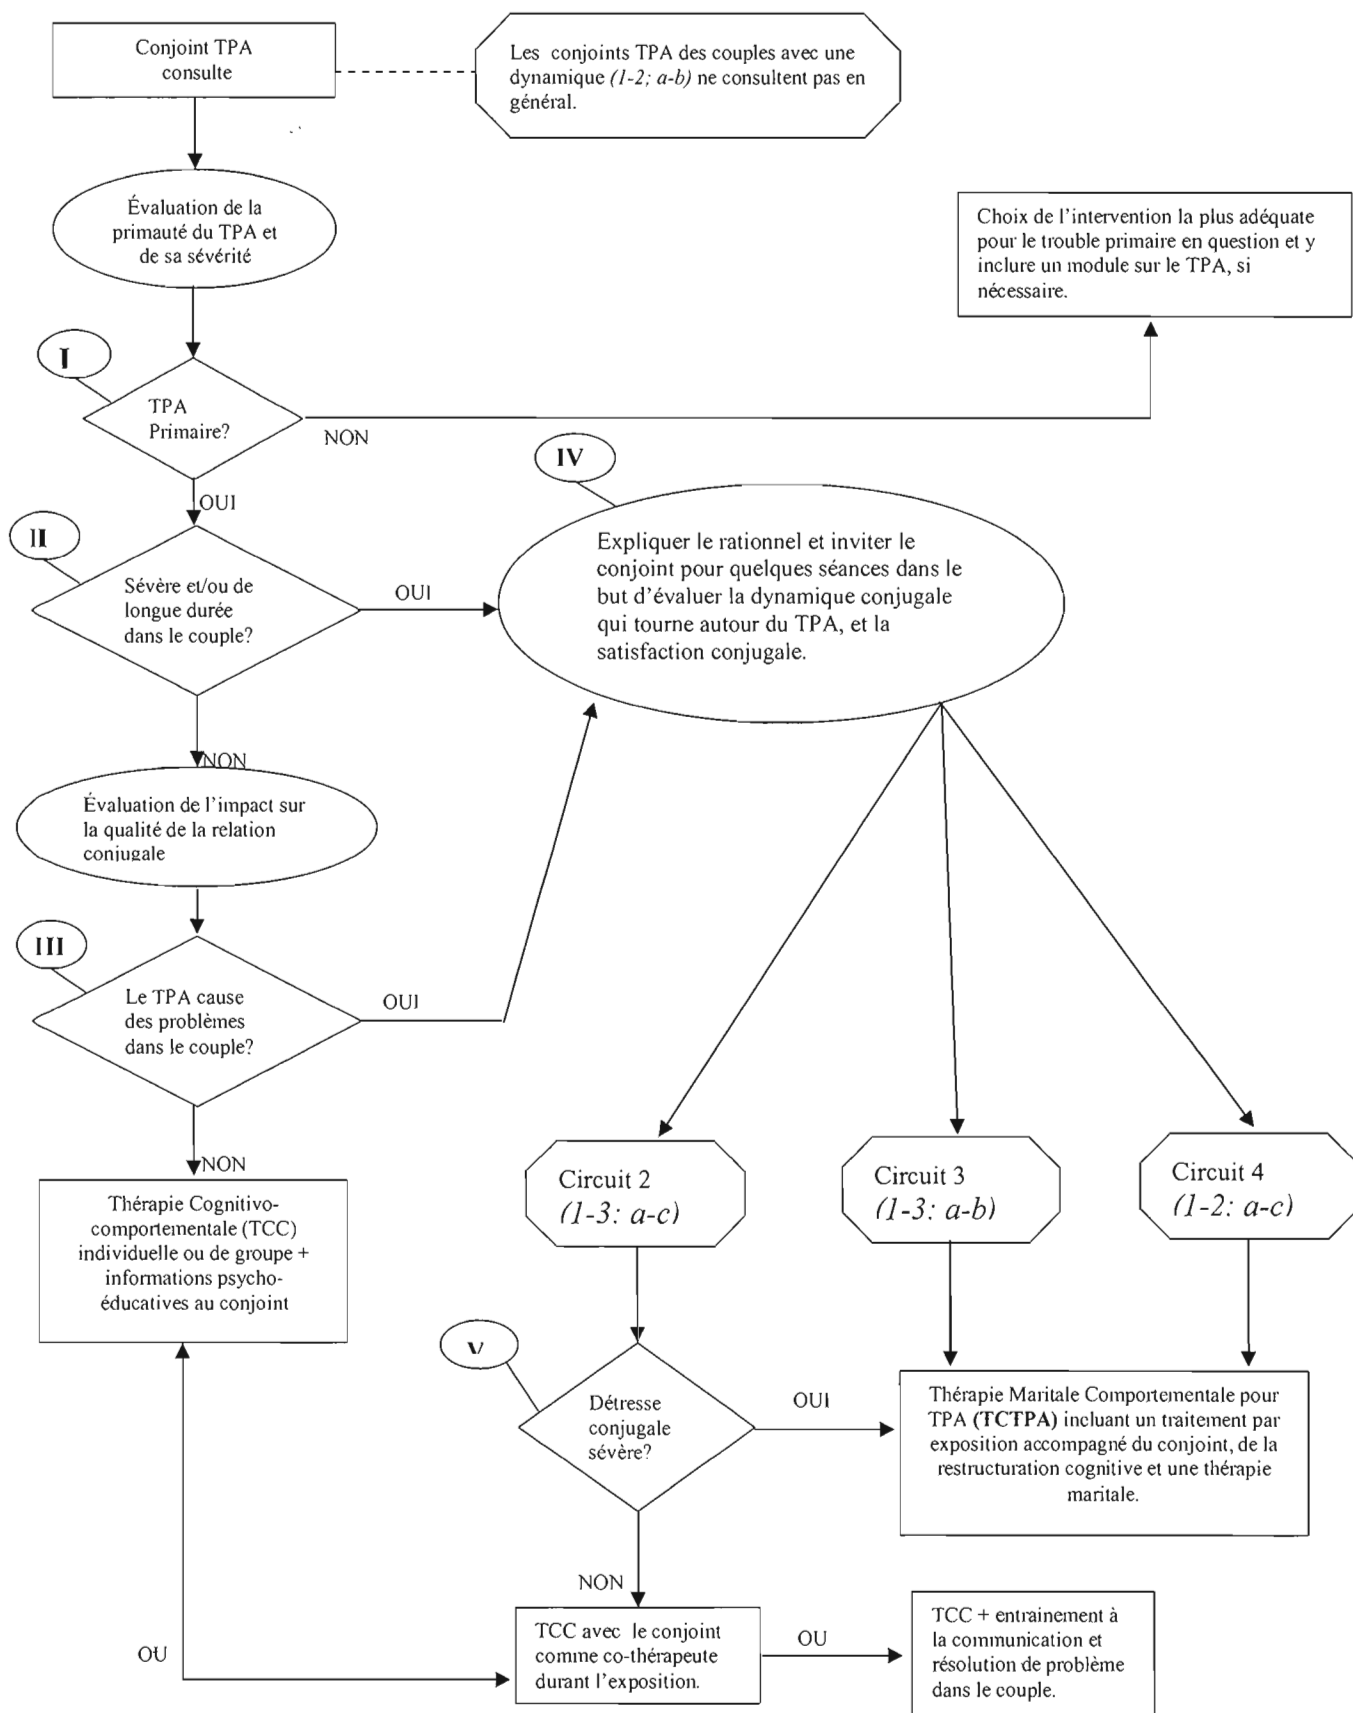 Conjoint TPA
consulte
Les conjoints TPA des couples avec une
dynamique (1-2; a-b) ne consultent pas en
général.
Évaluation de la
primauté du TPA et
de sa sévérité
Choix de l'intervention la plus adéquate
pour le trouble primaire en question et y
inclure un module sur le TPA, si
nécessaire.
I
TPA
Primaire?
NON
OUI
IV
II
Sévère et/ou de
longue durée
dans le couple?
OUI
Expliquer le rationnel et inviter le
conjoint pour quelques séances dans le
but d'évaluer la dynamique conjugale
qui tourne autour du TPA, et la
satisfaction conjugale.
NON
Évaluation de l'impact sur
la qualité de la relation
conjugale
III
Le TPA cause
des problèmes
dans le couple?
OUI
NON
Circuit 2
(1-3: a-c)
Circuit 3
(1-3: a-b)
Circuit 4
(1-2: a-c)
Thérapie Cognitivo-
comportementale (TCC)
individuelle ou de groupe +
informations psycho-
éducatives au conjoint
V
Détresse
conjugale
sévère?
OUI
Thérapie Maritale Comportementale pour
TPA (TCTPA) incluant un traitement par
exposition accompagné du conjoint, de la
restructuration cognitive et une thérapie
maritale.
NON
OU
TCC avec le conjoint
comme co-thérapeute
durant l'exposition.
OU
TCC + entrainement à
la communication et
résolution de problème
dans le couple.